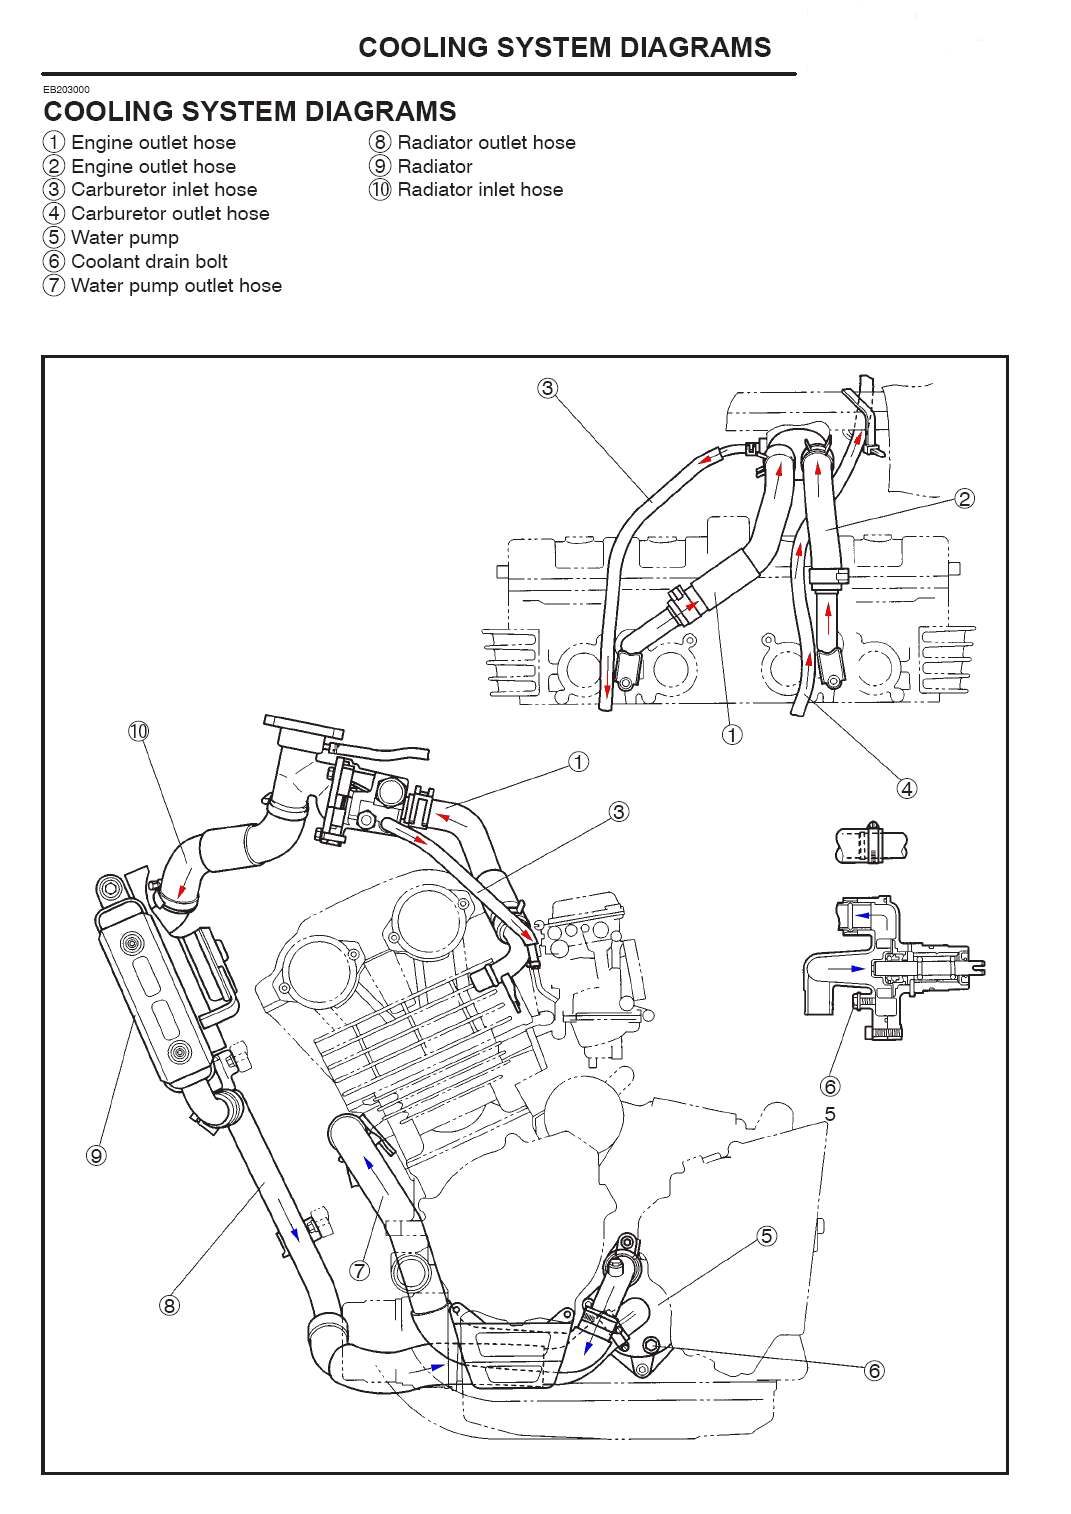 COOLING SYSTEM DIAGRAMS
EB203000
COOLING SYSTEM DIAGRAMS
① Engine outlet hose
② Engine outlet hose
③ Carburetor inlet hose
④ Carburetor outlet hose
⑤ Water pump
⑥ Coolant drain bolt
⑦ Water pump outlet hose
⑧ Radiator outlet hose
⑨ Radiator
⑩ Radiator inlet hose
③
②
①
④
⑩
①
③
⑥
5
⑨
⑤
⑦
⑧
⑥